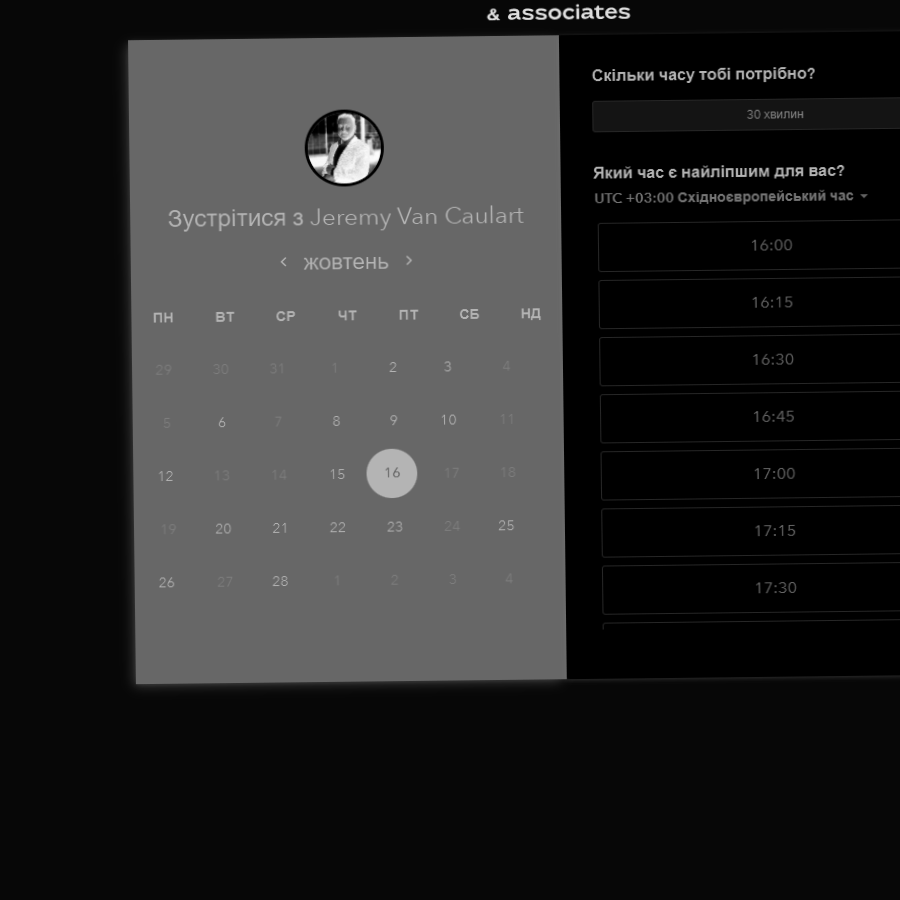 & associates
Зустрітися з Jeremy Van Caulart
жовтень
ПН ВТ СР ЧТ ПТ СБ НД
29 30 31 1 2 3 4
5 6 7 8 9 10 11
12 13 14 15 16 17 18
19 20 21 22 23 24 25
26 27 28 1 2 3 4
Скільки часу тобі потрібно?
30 хвилин
Який час є найліпшим для вас?
UTC +03:00 Східноєвропейський час
16:00
16:15
16:30
16:45
17:00
17:15
17:30